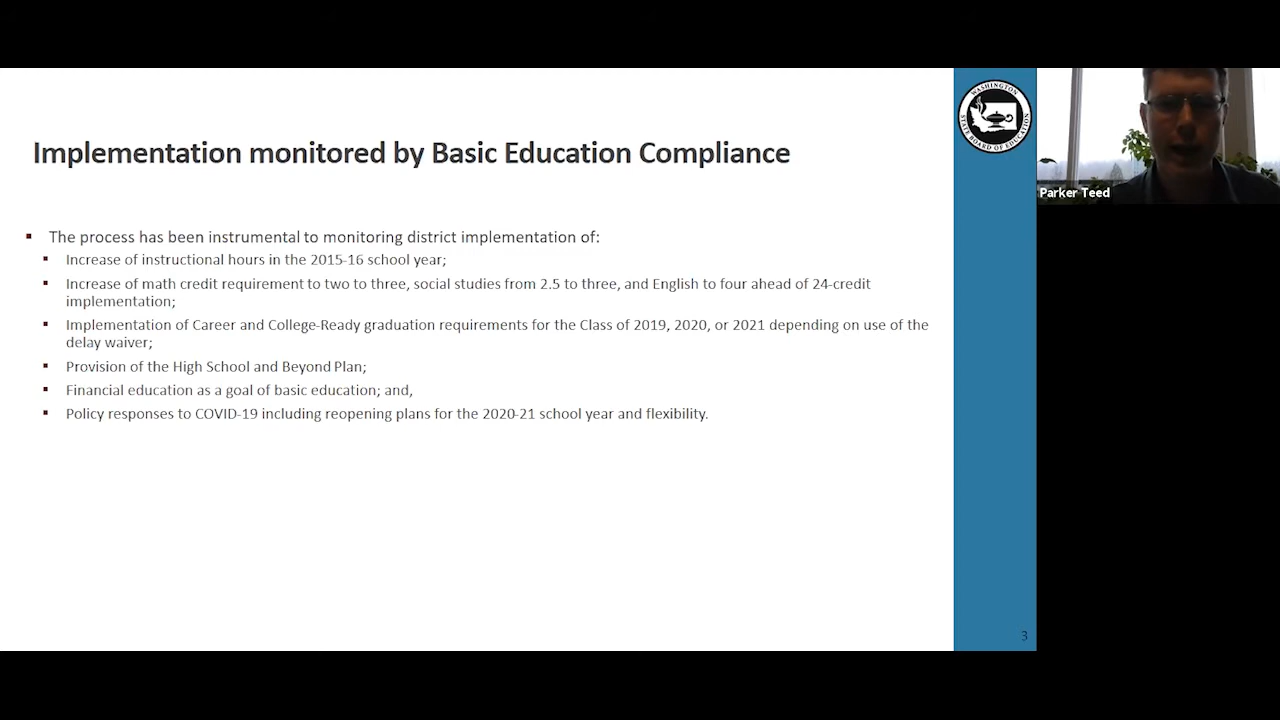 Implementation monitored by Basic Education Compliance
▪ The process has been instrumental to monitoring district implementation of:
▪ Increase of instructional hours in the 2015-16 school year;
▪ Increase of math credit requirement to two to three, social studies from 2.5 to three, and English to four ahead of 24-credit
implementation;
▪ Implementation of Career and College-Ready graduation requirements for the Class of 2019, 2020, or 2021 depending on use of the
delay waiver;
▪ Provision of the High School and Beyond Plan;
▪ Financial education as a goal of basic education; and,
▪ Policy responses to COVID-19 including reopening plans for the 2020-21 school year and flexibility.
WASHINGTON
STATE BOARD OF EDUCATION
Parker Teed
3